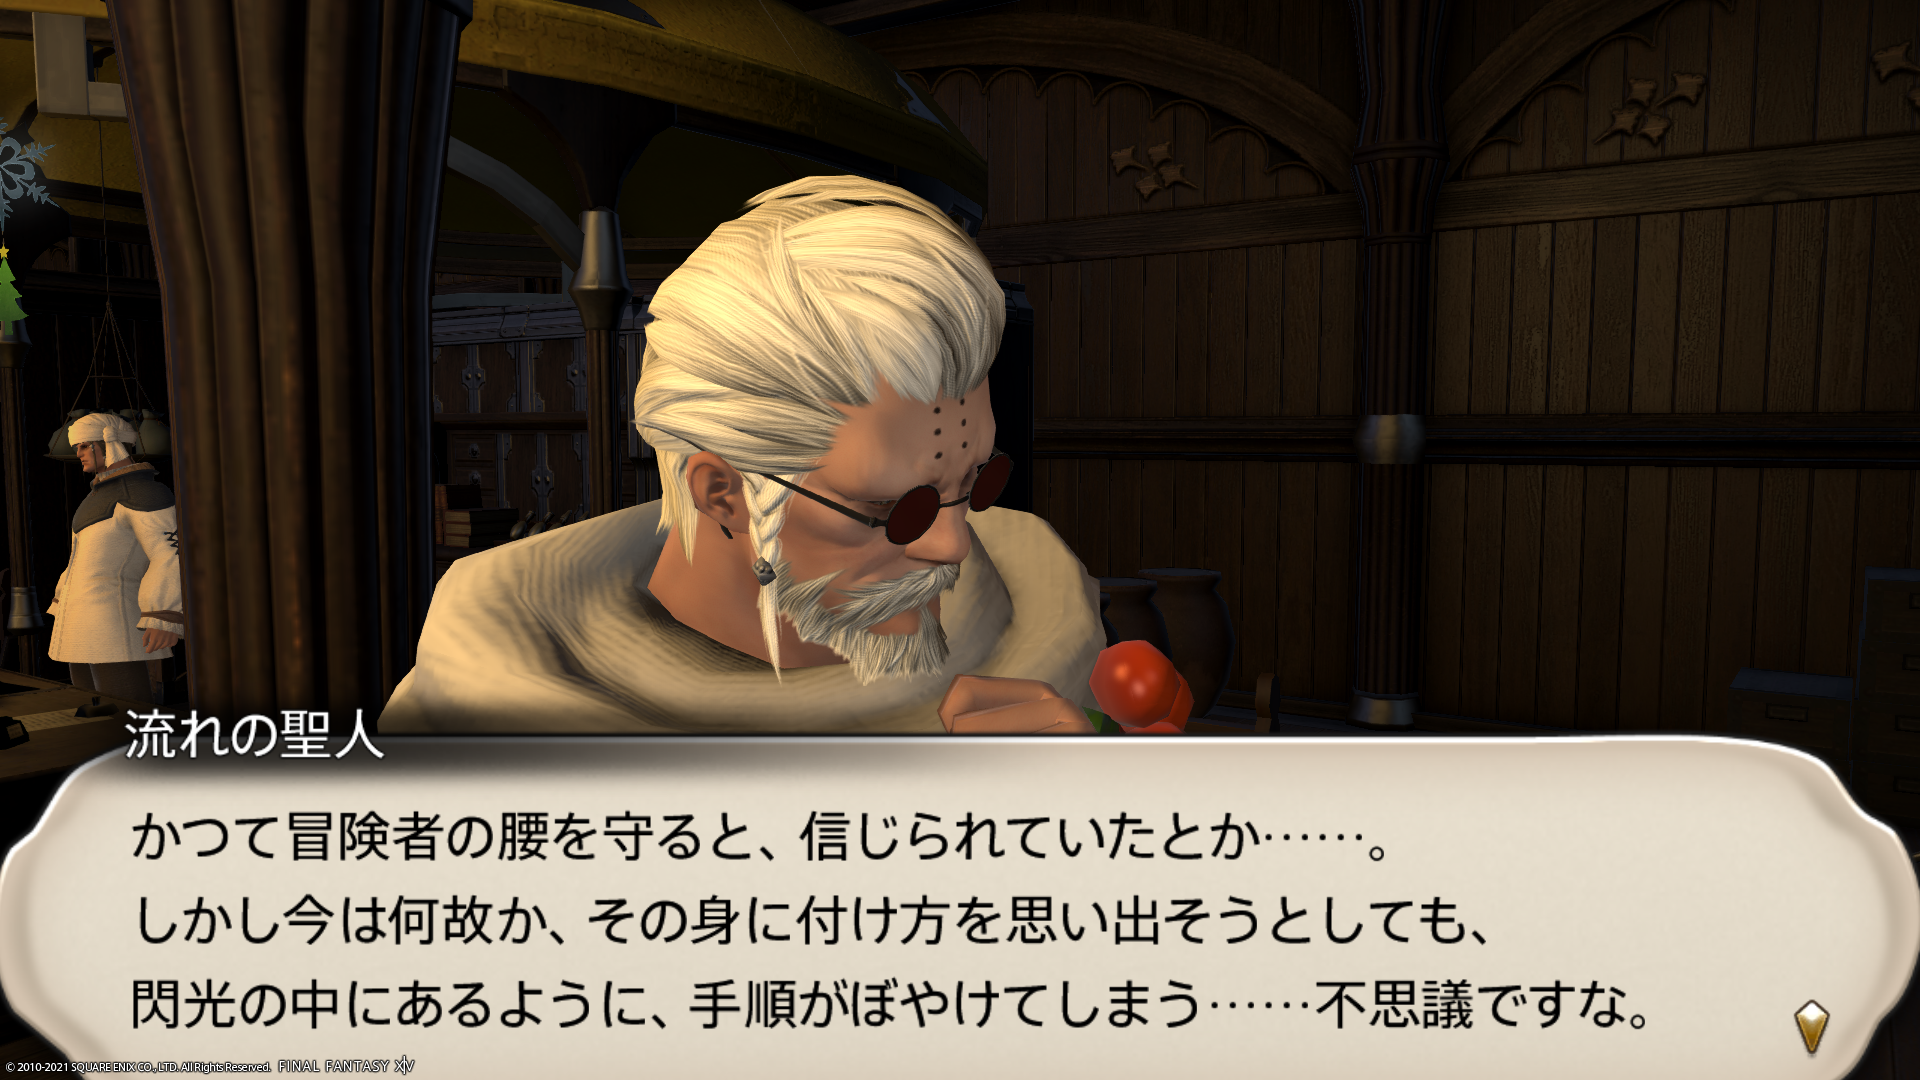 流れの聖人
かつて冒険者の腰を守ると、信じられていたとか……。
しかし今は何故か、その身に付け方を思い出そうとしても、
閃光の中にあるように、手順がぼやけてしまう……不思議ですな。
© 2010-2021 SQUARE ENIX CO., LTD. All Rights Reserved. FINAL FANTASY XIV